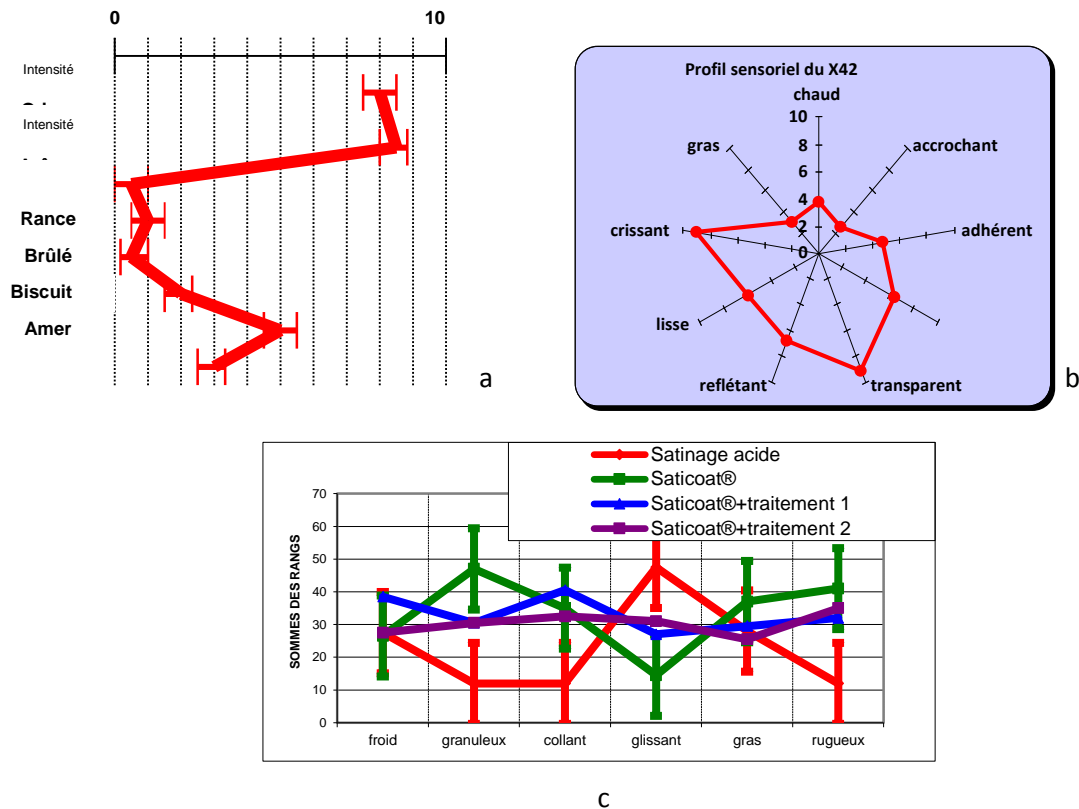 0 10
Intensité
Intensité
Rance
Brûlé
Biscuit
Amer
a
Profil sensoriel du X42
chaud
10
8
6
4
2
0
accrochant
adhérent
transparent
reflétant
lisse
crissant
gras
b
Satinage acide
Saticoat®
Saticoat®+traitement 1
Saticoat®+traitement 2
SOMMES DES RANGS
70
60
50
40
30
20
10
0
froid granuleux collant glissant gras rugueux
c